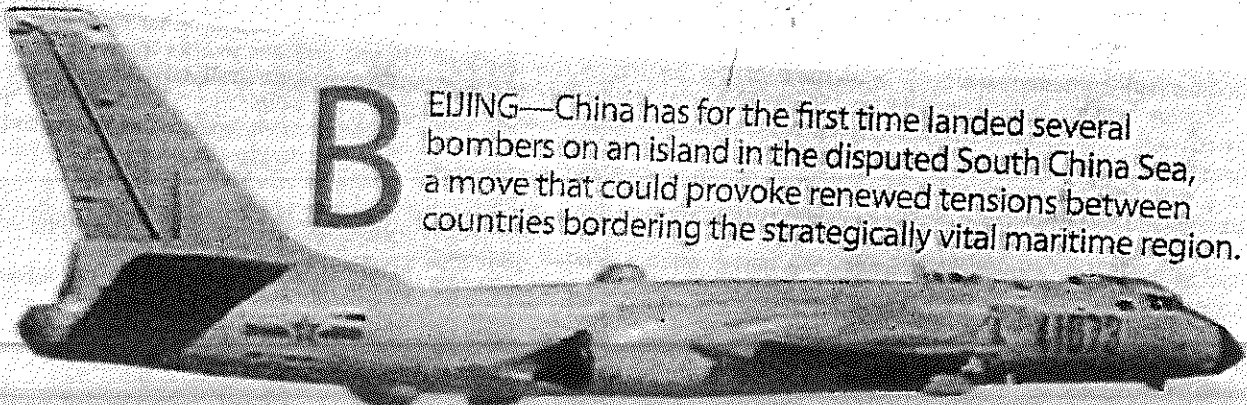 BEIJING—China has for the first time landed several
bombers on an island in the disputed South China Sea,
a move that could provoke renewed tensions between
countries bordering the strategically vital maritime region.